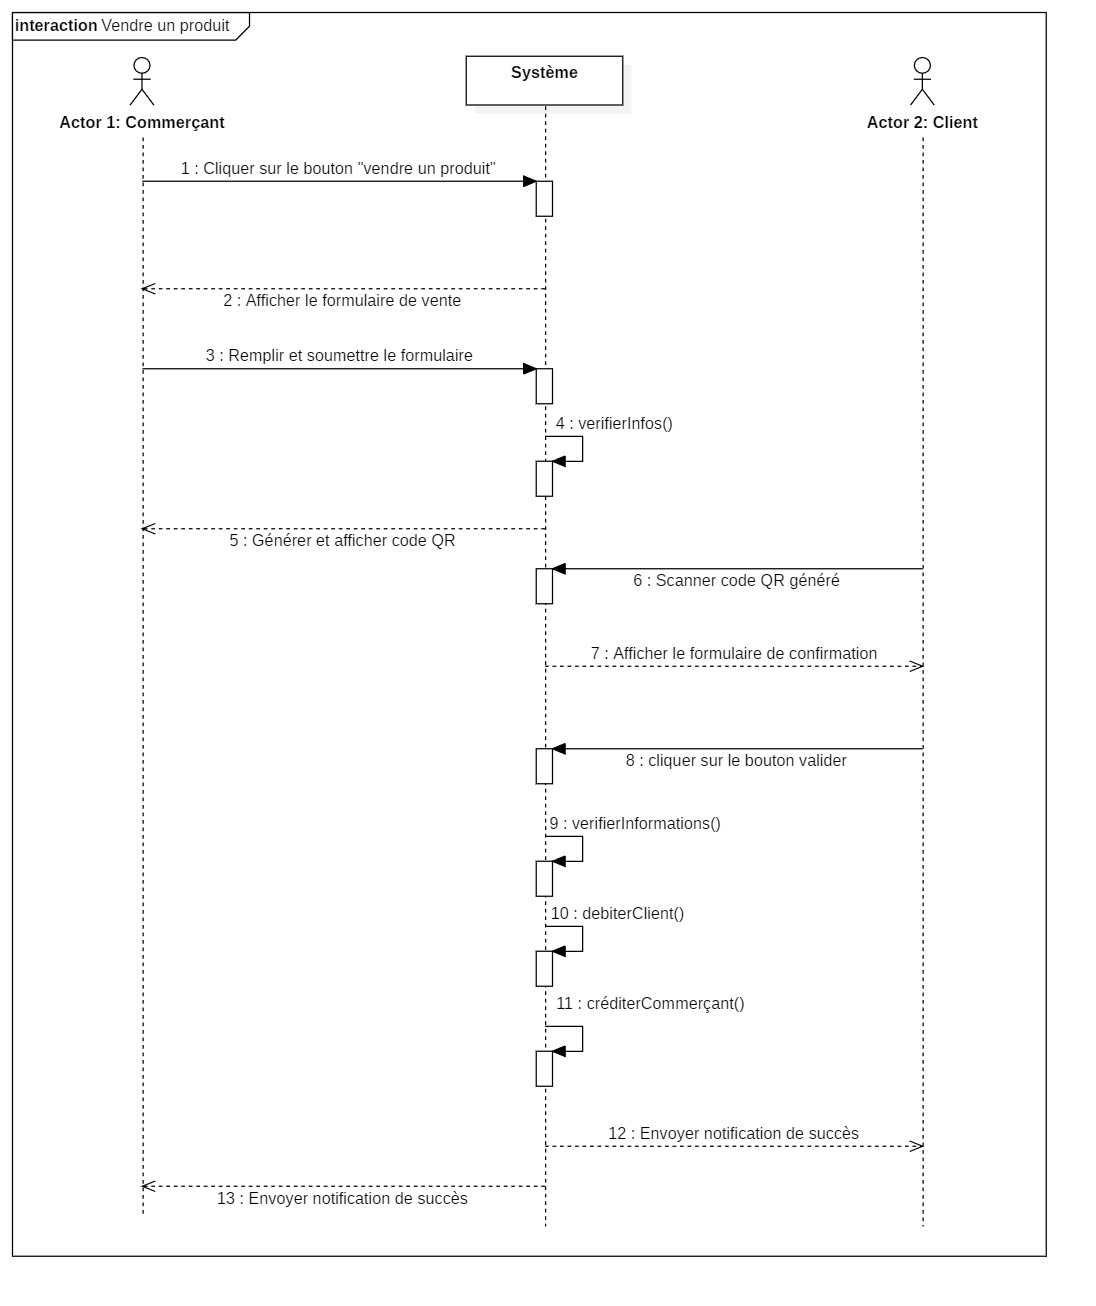 interaction Vendre un produit
Système
Actor 1: Commerçant
Actor 2: Client
1 : Cliquer sur le bouton "vendre un produit"
2 : Afficher le formulaire de vente
3 : Remplir et soumettre le formulaire
4 : verifierInfos()
5 : Générer et afficher code QR
6 : Scanner code QR généré
7 : Afficher le formulaire de confirmation
8 : cliquer sur le bouton valider
9 : verifierInformations()
10 : debiterClient()
11 : créditerCommerçant()
12 : Envoyer notification de succès
13 : Envoyer notification de succès